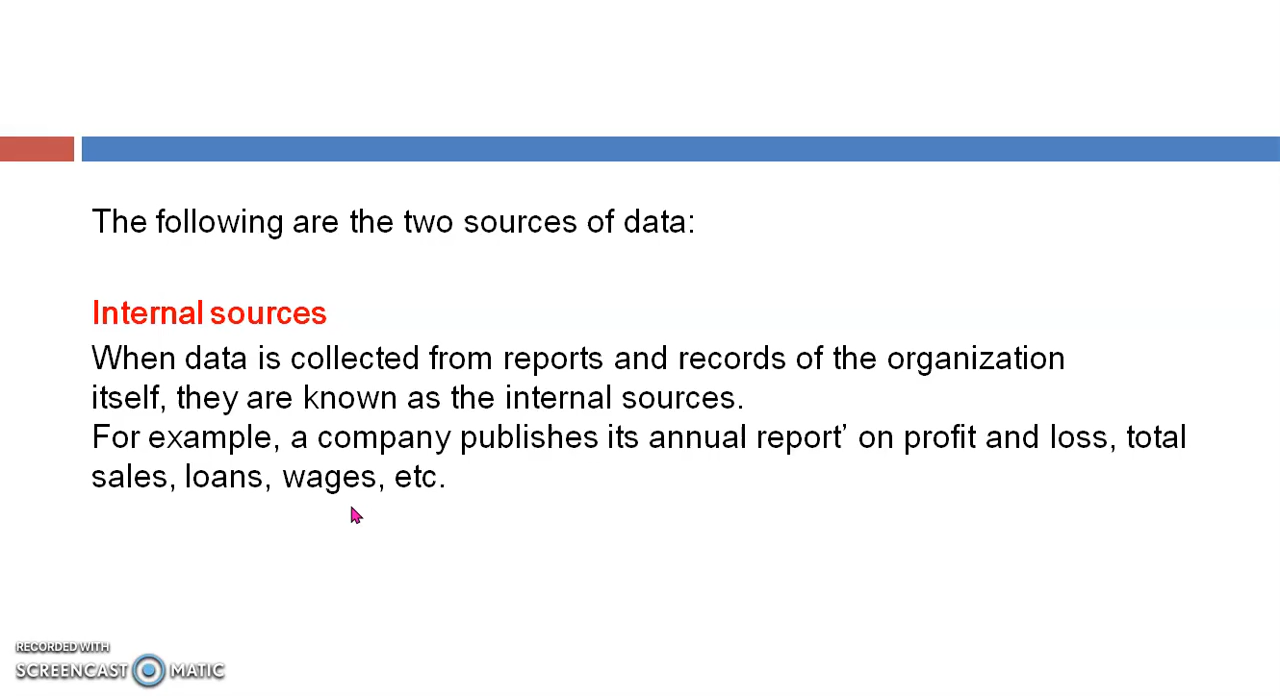 The following are the two sources of data:
Internal sources
When data is collected from reports and records of the organization
itself, they are known as the internal sources.
For example, a company publishes its annual report’ on profit and loss, total
sales, loans, wages, etc.
RECORDED WITH
SCREENCAST MATIC